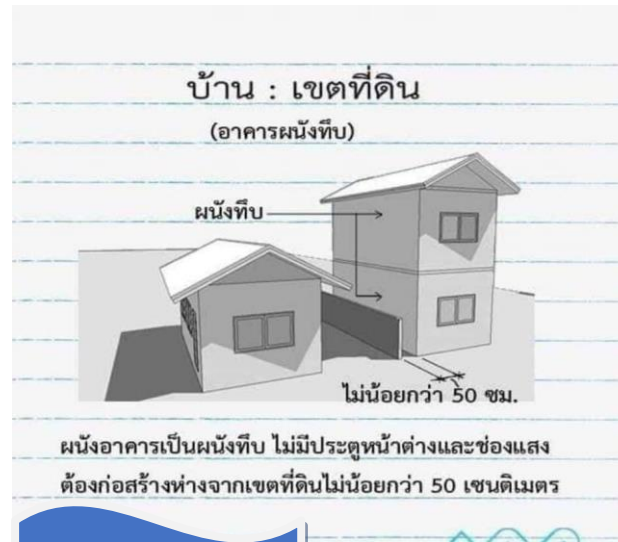 บ้าน : เขตที่ดิน
(อาคารผนังทึบ)
ผนังทึบ
ไม่น้อยกว่า 50 ซม.
ผนังอาคารเป็นผนังทึบ ไม่มีประตูหน้าต่างและช่องแสง
ต้องก่อสร้างห่างจากเขตที่ดินไม่น้อยกว่า 50 เซนติเมตร